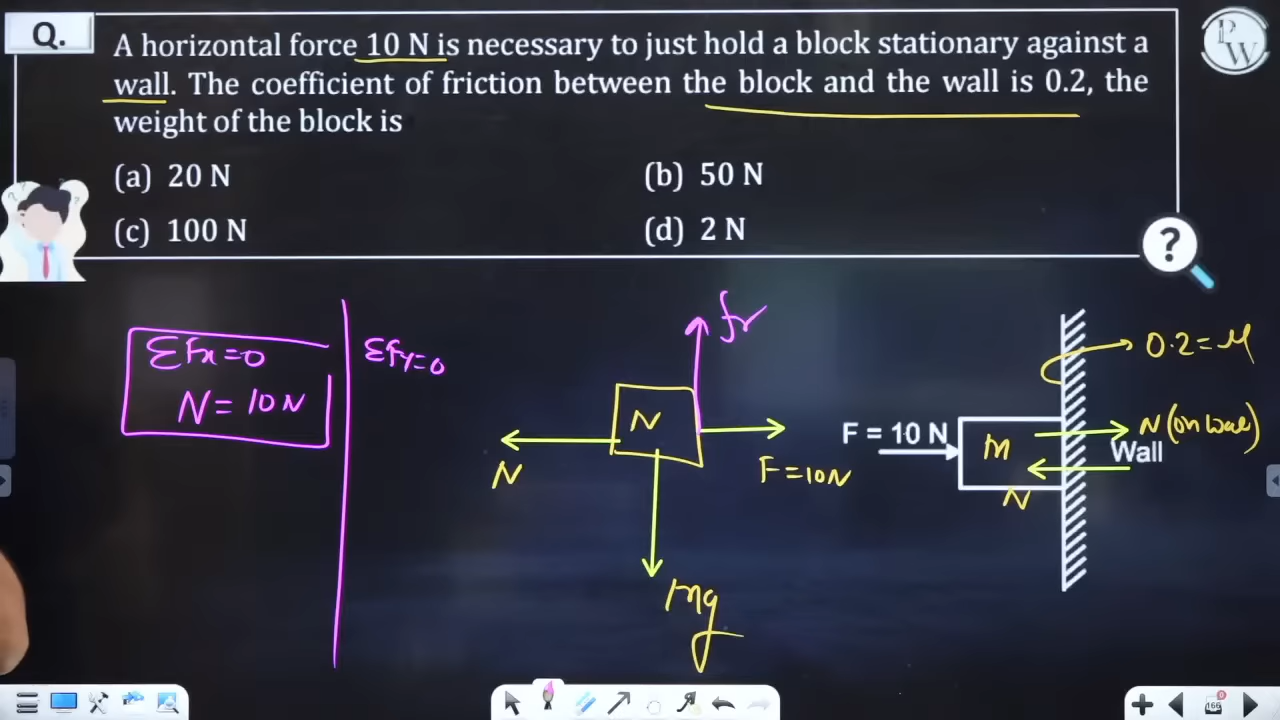 Q.
A horizontal force 10 N is necessary to just hold a block stationary against a
wall. The coefficient of friction between the block and the wall is 0.2, the
weight of the block is
(a) 20 N
(b) 50 N
(c) 100 N
(d) 2 N
PW
?
ΣFx=0
N= 10N
Σfy=0
fr
N
N
F=10N
mg
F = 10 N
M
0.2=μ
N (on wall)
Wall
N
166